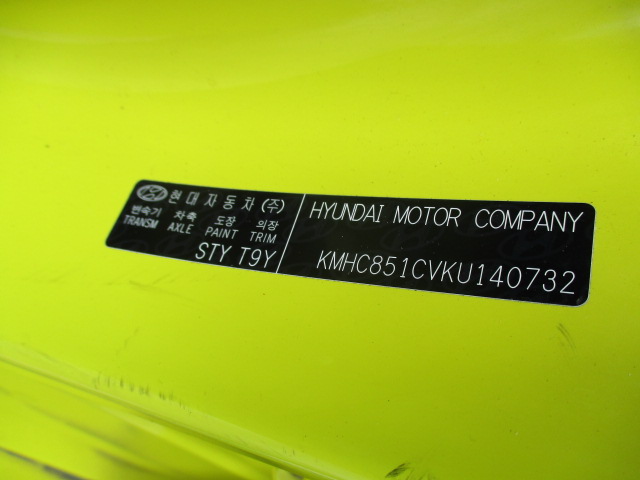 현대자동차(주)
변속기 차축 도장 의장
TRANSM AXLE PAINT TRIM
STY T9Y
HYUNDAI MOTOR COMPANY
KMHC851CVKU140732